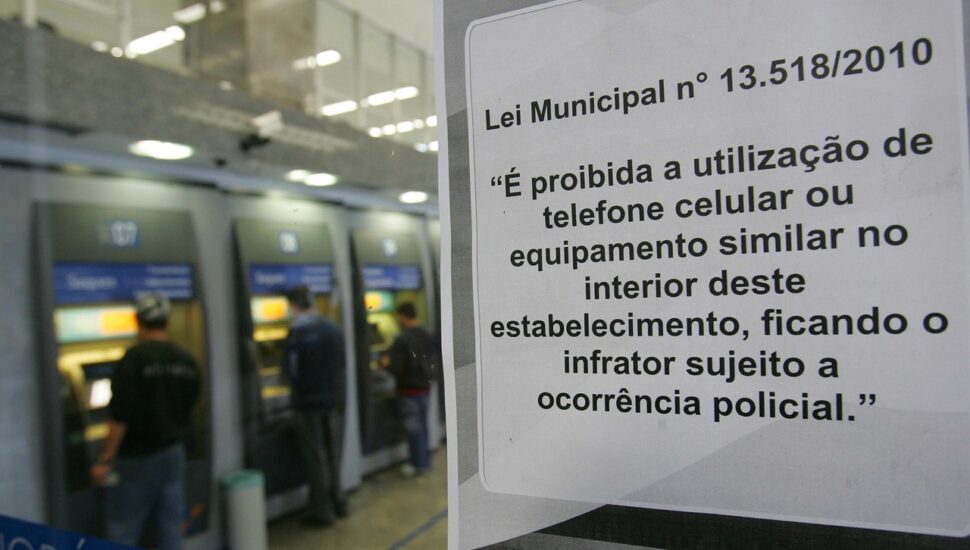 Lei Municipal n° 13.518/2010
“É proibida a utilização de
telefone celular ou
equipamento similar no
interior deste
estabelecimento, ficando o
infrator sujeito a
ocorrência policial.”